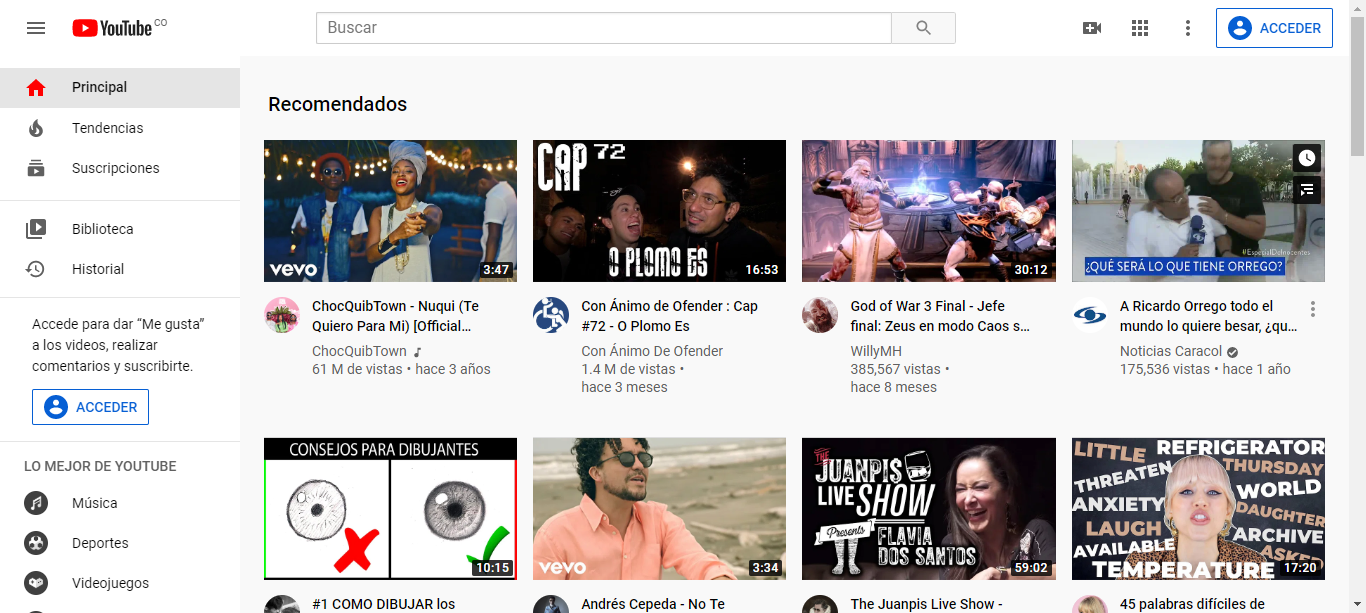 YouTube CO
Buscar
ACCEDER
Principal
Tendencias
Suscripciones
Biblioteca
Historial
Accede para dar “Me gusta”
a los videos, realizar
comentarios y suscribirte.
ACCEDER
LO MEJOR DE YOUTUBE
Música
Deportes
Videojuegos
Recomendados
vevo
3:47
ChocQuibTown - Nuqui (Te
Quiero Para Mi) [Official...
ChocQuibTown
61 M de vistas • hace 3 años
CAP 72
O PLOMO ES
16:53
Con Ánimo de Ofender : Cap
#72 - O Plomo Es
Con Ánimo De Ofender
1.4 M de vistas •
hace 3 meses
30:12
God of War 3 Final - Jefe
final: Zeus en modo Caos s...
WillyMH
385,567 vistas •
hace 8 meses
#EspecialDeInocentes
¿QUÉ SERÁ LO QUE TIENE ORREGO?
A Ricardo Orrego todo el
mundo lo quiere besar, ¿qu...
Noticias Caracol
175,536 vistas • hace 1 año
CONSEJOS PARA DIBUJANTES
10:15
#1 COMO DIBUJAR los
vevo
3:34
Andrés Cepeda - No Te
THE
JUANPIS
LIVE SHOW
Presents
FLAVIA
DOS SANTOS
59:02
The Juanpis Live Show -
LITTLE
REFRIGERATOR
THREATEN
THURSDAY
ANXIETY
WORLD
LAUGH
DAUGHTER
AVAILABLE
ARCHIVE
ASKED
TEMPERATURE
17:20
45 palabras difíciles de